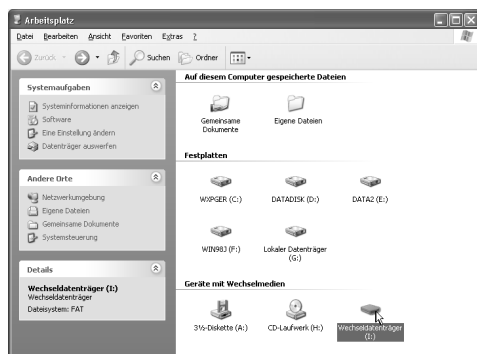 Arbeitsplatz
Datei Bearbeiten Ansicht Favoriten Extras ?
Zurück Suchen Ordner
Systemaufgaben
Systeminformationen anzeigen
Software
Eine Einstellung ändern
Datenträger auswerfen
Andere Orte
Netzwerkumgebung
Eigene Dateien
Gemeinsame Dokumente
Systemsteuerung
Details
Wechseldatenträger (I:)
Wechseldatenträger
Dateisystem: FAT
Auf diesem Computer gespeicherte Dateien
Gemeinsame
Dokumente
Eigene Dateien
Festplatten
WXPGER (C:)
DATADISK (D:)
DATA2 (E:)
WIN98J (F:)
Lokaler Datenträger
(G:)
Geräte mit Wechselmedien
3½-Diskette (A:)
CD-Laufwerk (H:)
Wechseldatenträger
(I:)